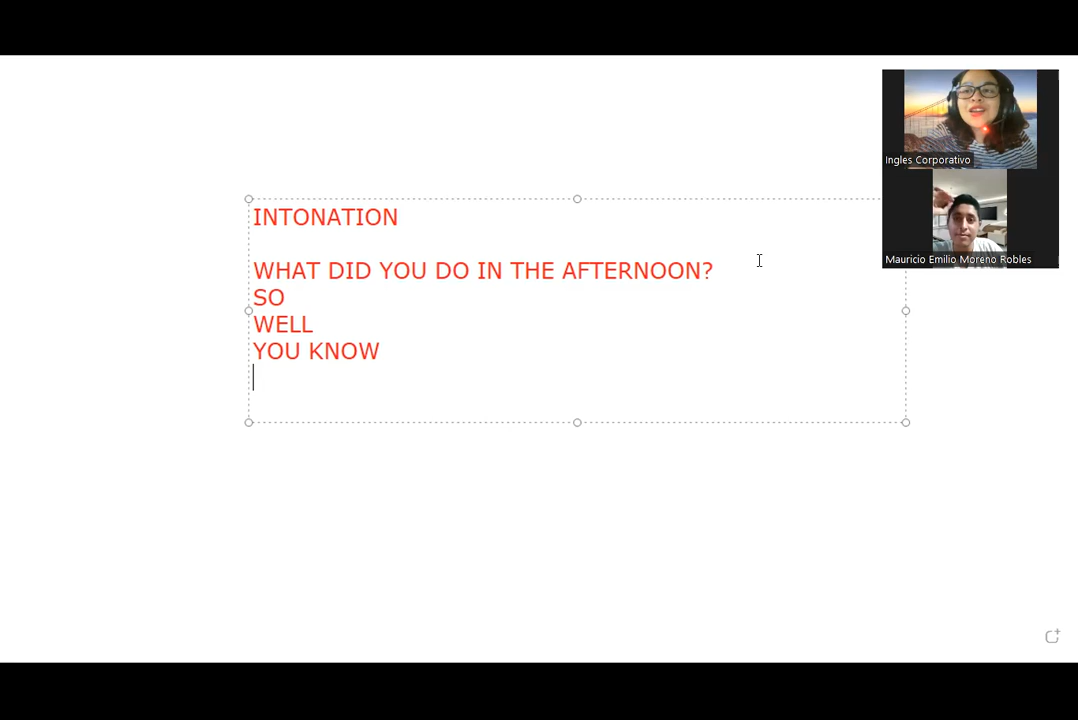 INTONATION
WHAT DID YOU DO IN THE AFTERNOON?
SO
WELL
YOU KNOW
Ingles Corporativo
Mauricio Emilio Moreno Robles